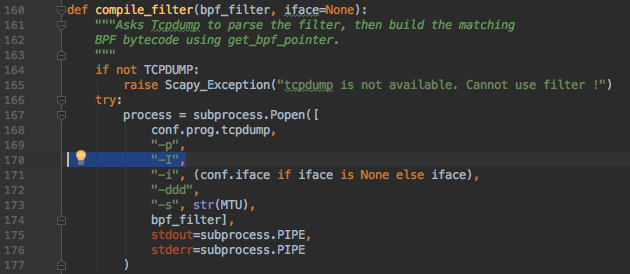 160 def compile_filter(bpf_filter, iface=None):
161     """Asks Tcpdump to parse the filter, then build the matching
162     BPF bytecode using get_bpf_pointer.
163     """
164     if not TCPDUMP:
165         raise Scapy_Exception("tcpdump is not available. Cannot use filter !")
166     try:
167         process = subprocess.Popen([
168             conf.prog.tcpdump,
169             "-p",
170             "-I",
171             "-i", (conf.iface if iface is None else iface),
172             "-ddd",
173             "-s", str(MTU),
174             bpf_filter],
175             stdout=subprocess.PIPE,
176             stderr=subprocess.PIPE
177         )